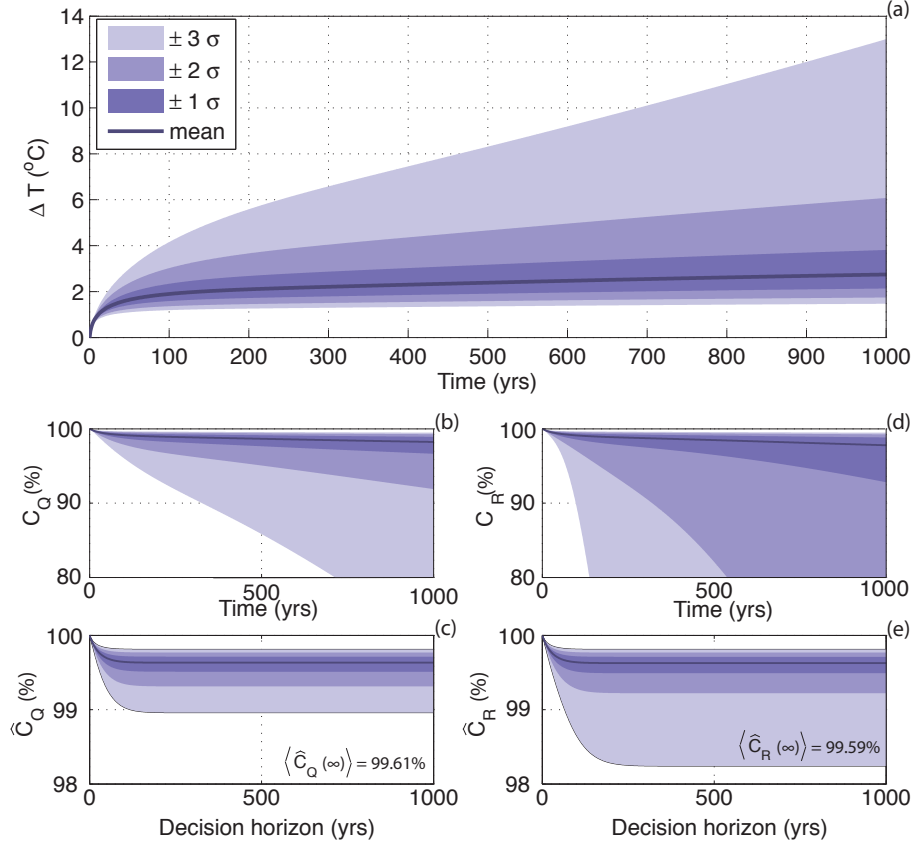 (a)
14
12
10
8
6
4
2
0
Δ T (°C)
± 3 σ
± 2 σ
± 1 σ
mean
0 100 200 300 400 500 600 700 800 900 1000
Time (yrs)
(b)
100
90
80
C_Q (%)
0 500 1000
Time (yrs)
(d)
100
90
80
C_R (%)
0 500 1000
Time (yrs)
(c)
100
99
98
Ĉ_Q (%)
⟨Ĉ_Q (∞)⟩ = 99.61%
0 500 1000
Decision horizon (yrs)
(e)
100
99
98
Ĉ_R (%)
⟨Ĉ_R (∞)⟩ = 99.59%
0 500 1000
Decision horizon (yrs)